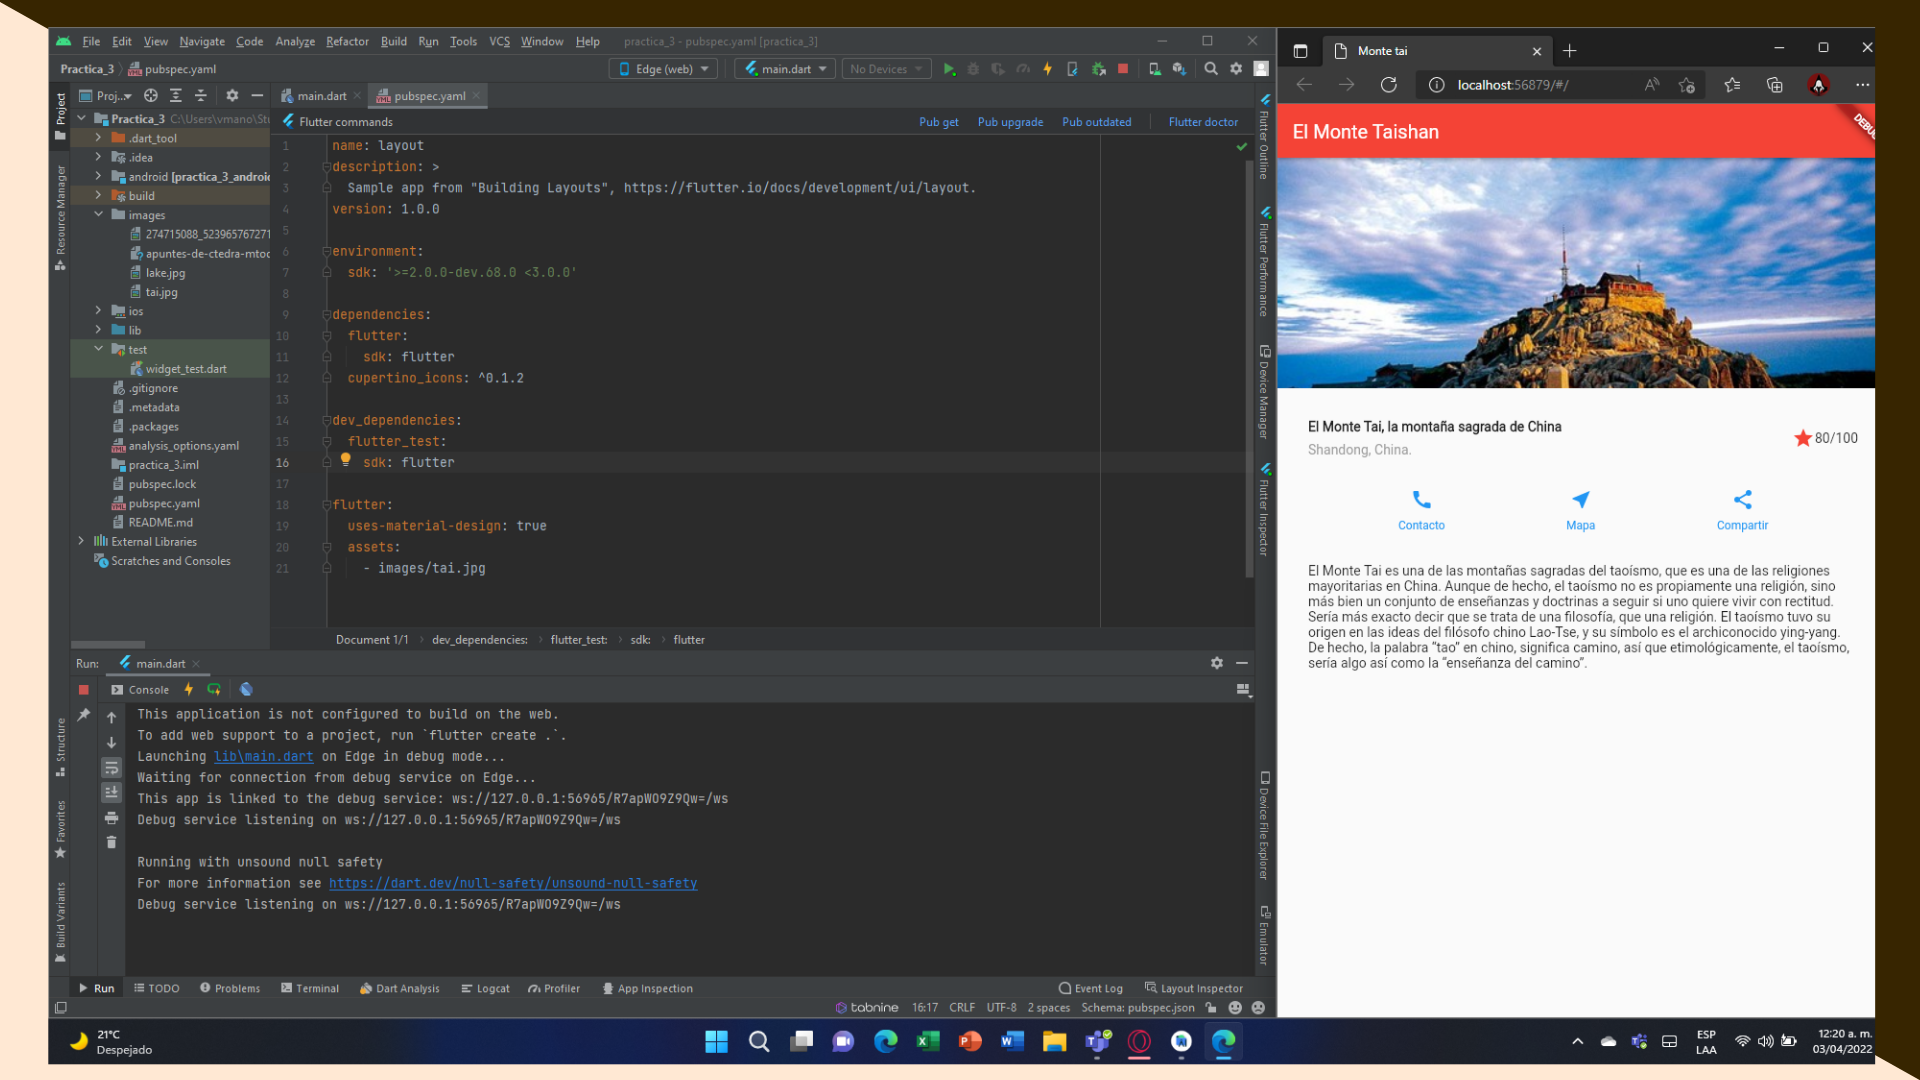 File Edit View Navigate Code Analyze Refactor Build Run Tools VCS Window Help practica_3 - pubspec.yaml [practica_3]
Practica_3 pubspec.yaml Edge (web) main.dart No Devices
Proj... main.dart pubspec.yaml
Project
Resource Manager
Structure
Favorites
Build Variants
Practica_3 C:\Users\vmano\Stu
.dart_tool
.idea
android [practica_3_android
build
images
274715088_523965767271
apuntes-de-ctedra-mtoc
lake.jpg
tai.jpg
ios
lib
test
widget_test.dart
.gitignore
.metadata
.packages
analysis_options.yaml
practica_3.iml
pubspec.lock
pubspec.yaml
README.md
External Libraries
Scratches and Consoles
Flutter commands Pub get Pub upgrade Pub outdated Flutter doctor
1 name: layout
2 description: >
3 Sample app from "Building Layouts", https://flutter.io/docs/development/ui/layout.
4 version: 1.0.0
5
6 environment:
7 sdk: '>=2.0.0-dev.68.0 <3.0.0'
8
9 dependencies:
10 flutter:
11 sdk: flutter
12 cupertino_icons: ^0.1.2
13
14 dev_dependencies:
15 flutter_test:
16 sdk: flutter
17
18 flutter:
19 uses-material-design: true
20 assets:
21 - images/tai.jpg
Document 1/1 dev_dependencies: flutter_test: sdk: flutter
Flutter Outline
Flutter Performance
Device Manager
Flutter Inspector
Device File Explorer
Emulator
Run: main.dart
Console
This application is not configured to build on the web.
To add web support to a project, run `flutter create .`.
Launching lib\main.dart on Edge in debug mode...
Waiting for connection from debug service on Edge...
This app is linked to the debug service: ws://127.0.0.1:56965/R7apWO9Z9Qw=/ws
Debug service listening on ws://127.0.0.1:56965/R7apWO9Z9Qw=/ws
Running with unsound null safety
For more information see https://dart.dev/null-safety/unsound-null-safety
Debug service listening on ws://127.0.0.1:56965/R7apWO9Z9Qw=/ws
Run TODO Problems Terminal Dart Analysis Logcat Profiler App Inspection Event Log Layout Inspector
tabnine 16:17 CRLF UTF-8 2 spaces Schema: pubspec.json
Monte tai
localhost:56879/#/
El Monte Taishan
DEBUG
El Monte Tai, la montaña sagrada de China
Shandong, China.
80/100
Contacto Mapa Compartir
El Monte Tai es una de las montañas sagradas del taoísmo, que es una de las religiones
mayoritarias en China. Aunque de hecho, el taoísmo no es propiamente una religión, sino
más bien un conjunto de enseñanzas y doctrinas a seguir si uno quiere vivir con rectitud.
Sería más exacto decir que se trata de una filosofía, que una religión. El taoísmo tuvo su
origen en las ideas del filósofo chino Lao-Tse, y su símbolo es el archiconocido ying-yang.
De hecho, la palabra “tao” en chino, significa camino, así que etimológicamente, el taoísmo,
sería algo así como la “enseñanza del camino”.
21°C
Despejado
ESP
LAA
12:20 a. m.
03/04/2022